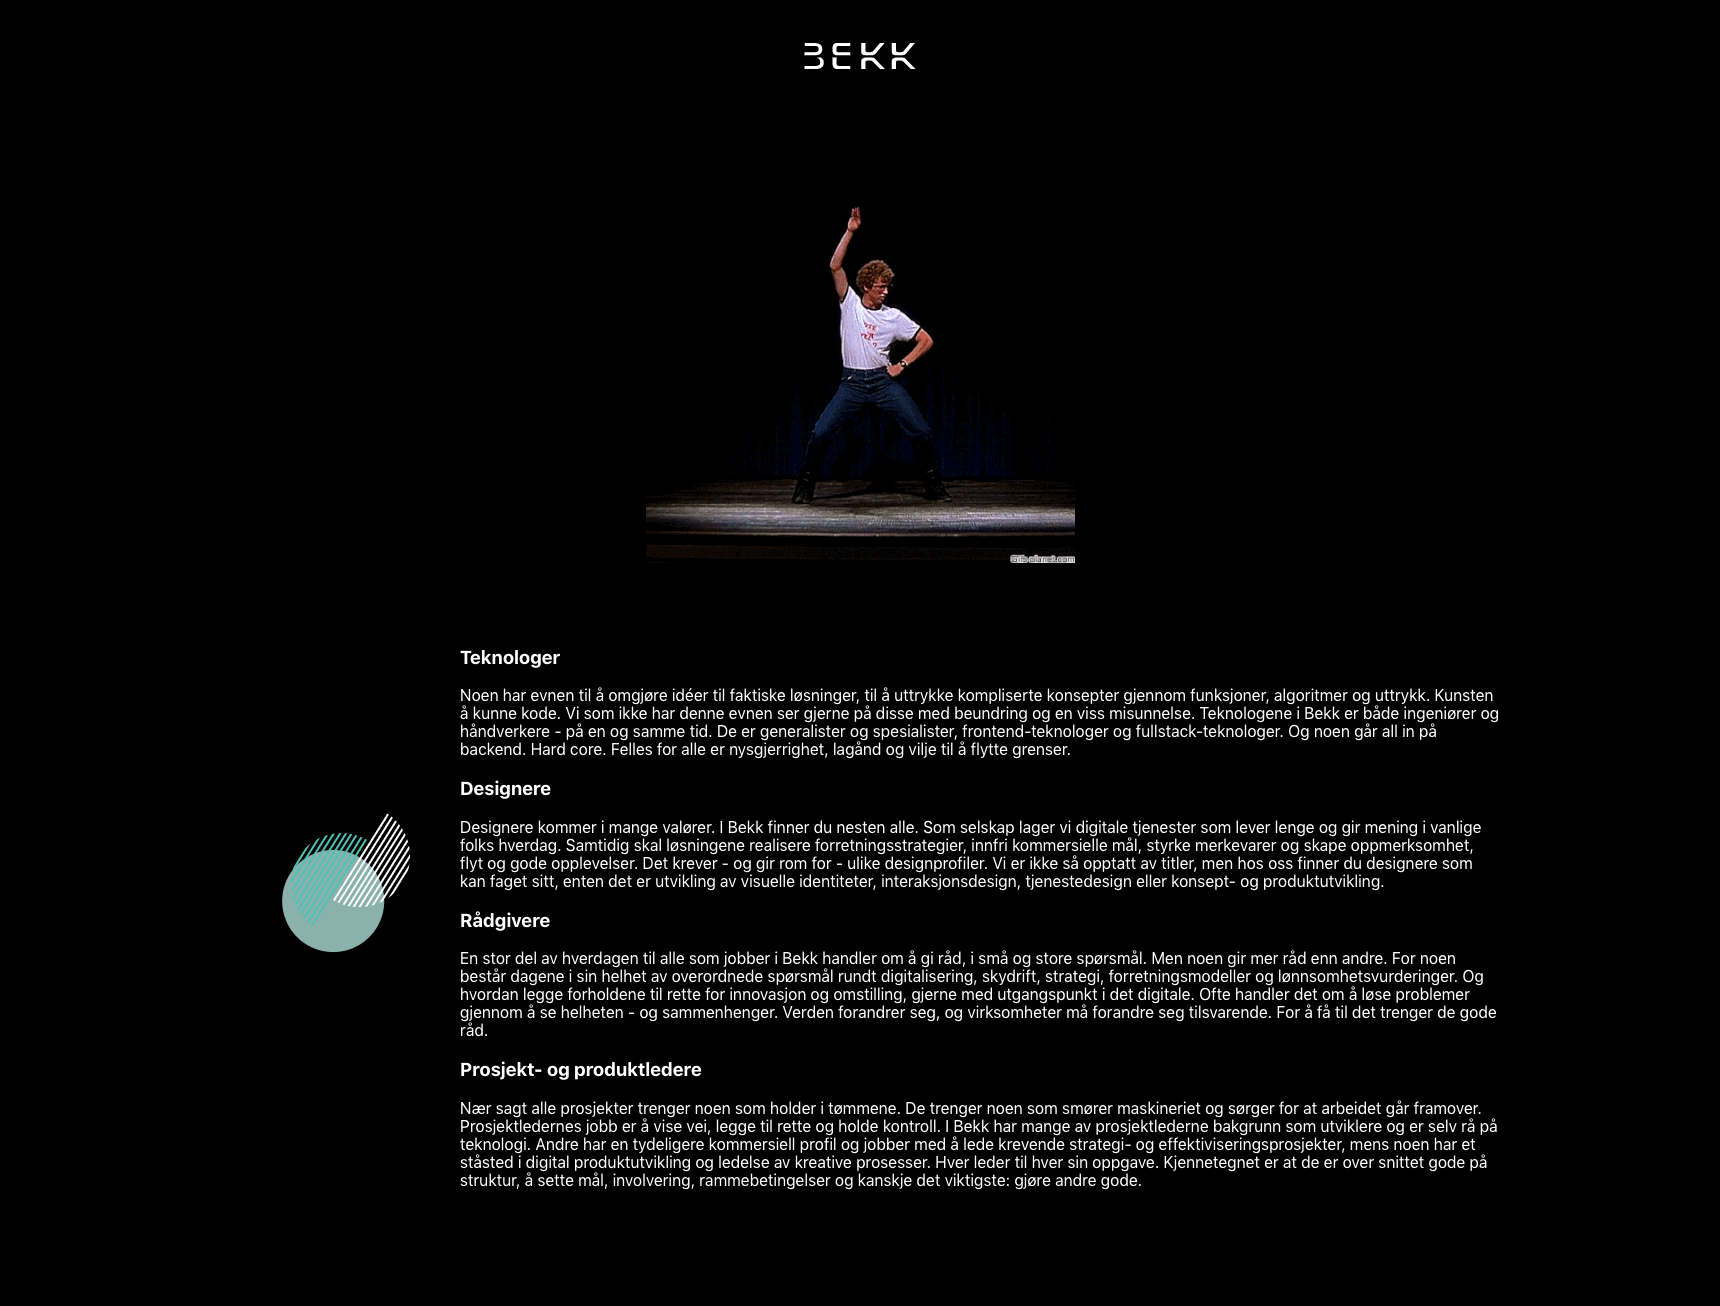 BEKK
Gifs-planet.com
Teknologer
Noen har evnen til å omgjøre idéer til faktiske løsninger, til å uttrykke kompliserte konsepter gjennom funksjoner, algoritmer og uttrykk. Kunsten
å kunne kode. Vi som ikke har denne evnen ser gjerne på disse med beundring og en viss misunnelse. Teknologene i Bekk er både ingeniører og
håndverkere - på en og samme tid. De er generalister og spesialister, frontend-teknologer og fullstack-teknologer. Og noen går all in på
backend. Hard core. Felles for alle er nysgjerrighet, lagånd og vilje til å flytte grenser.
Designere
Designere kommer i mange valører. I Bekk finner du nesten alle. Som selskap lager vi digitale tjenester som lever lenge og gir mening i vanlige
folks hverdag. Samtidig skal løsningene realisere forretningsstrategier, innfri kommersielle mål, styrke merkevarer og skape oppmerksomhet,
flyt og gode opplevelser. Det krever - og gir rom for - ulike designprofiler. Vi er ikke så opptatt av titler, men hos oss finner du designere som
kan faget sitt, enten det er utvikling av visuelle identiteter, interaksjonsdesign, tjenestedesign eller konsept- og produktutvikling.
Rådgivere
En stor del av hverdagen til alle som jobber i Bekk handler om å gi råd, i små og store spørsmål. Men noen gir mer råd enn andre. For noen
består dagene i sin helhet av overordnede spørsmål rundt digitalisering, skydrift, strategi, forretningsmodeller og lønnsomhetsvurderinger. Og
hvordan legge forholdene til rette for innovasjon og omstilling, gjerne med utgangspunkt i det digitale. Ofte handler det om å løse problemer
gjennom å se helheten - og sammenhenger. Verden forandrer seg, og virksomheter må forandre seg tilsvarende. For å få til det trenger de gode
råd.
Prosjekt- og produktledere
Nær sagt alle prosjekter trenger noen som holder i tømmene. De trenger noen som smører maskineriet og sørger for at arbeidet går framover.
Prosjektledernes jobb er å vise vei, legge til rette og holde kontroll. I Bekk har mange av prosjektlederne bakgrunn som utviklere og er selv rå på
teknologi. Andre har en tydeligere kommersiell profil og jobber med å lede krevende strategi- og effektiviseringsprosjekter, mens noen har et
ståsted i digital produktutvikling og ledelse av kreative prosesser. Hver leder til hver sin oppgave. Kjennetegnet er at de er over snittet gode på
struktur, å sette mål, involvering, rammebetingelser og kanskje det viktigste: gjøre andre gode.